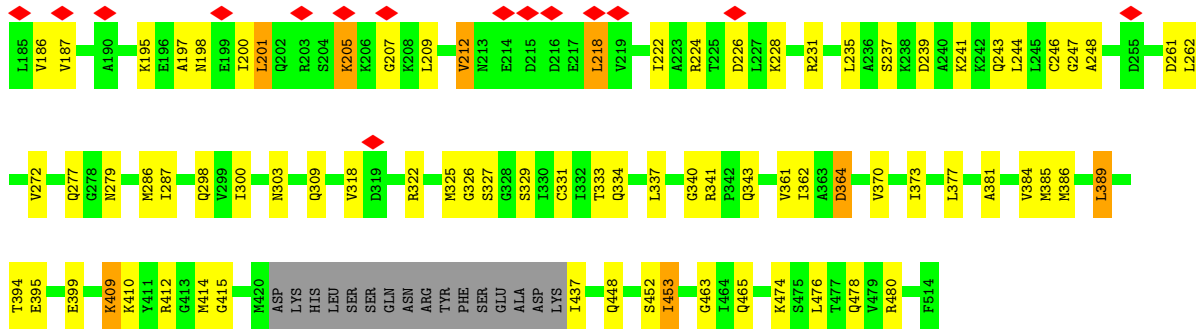 L185 V186 V187 A190 K195 E196 A197 N198 E199 I200 L201 Q202 R203 S204 K205 K206 G207 K208 L209 V212 N213 E214 D215 D216 E217 L218 V219 I222 A223 R224 T225 D226 L227 K228 R231 L235 A236 S237 K238 D239 A240 K241 K242 Q243 L244 L245 C246 G247 A248 D255 D261 L262
V272 Q277 G278 N279 M286 I287 Q298 V299 I300 N303 Q309 V318 D319 R322 M325 G326 S327 G328 S329 I330 C331 I332 T333 Q334 L337 G340 R341 P342 Q343 V361 I362 A363 D364 V370 I373 L377 A381 V384 M385 M386 L389
T394 E395 E399 K409 K410 Y411 R412 G413 M414 G415 M420 ASP LYS HIS LEU SER SER GLN ASN ARG TYR PHE SER GLU ALA ASP LYS I437 Q448 S452 I453 G463 I464 Q465 K474 S475 L476 T477 Q478 V479 R480 F514